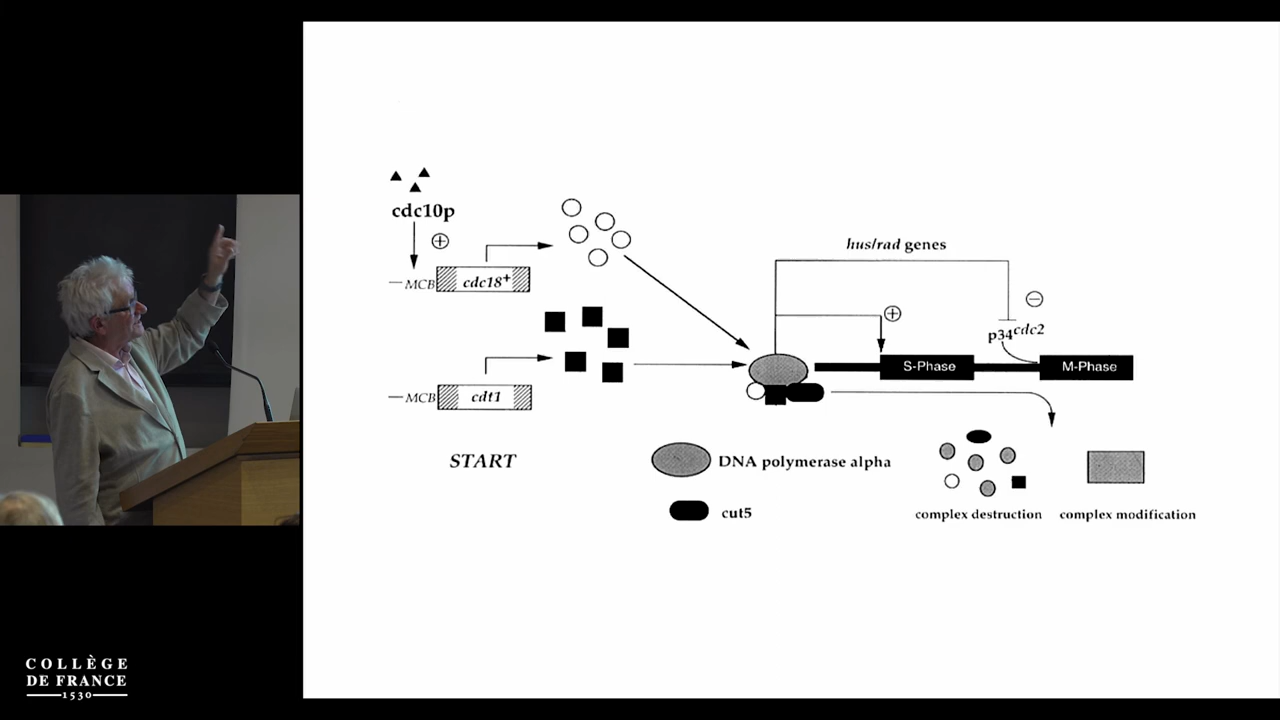 cdc10p
⊕
MCB
cdc18+
hus/rad genes
⊖
⊕
p34cdc2
S-Phase
M-Phase
MCB
cdt1
START
DNA polymerase alpha
cut5
complex destruction
complex modification
COLLÈGE
DE FRANCE
1530